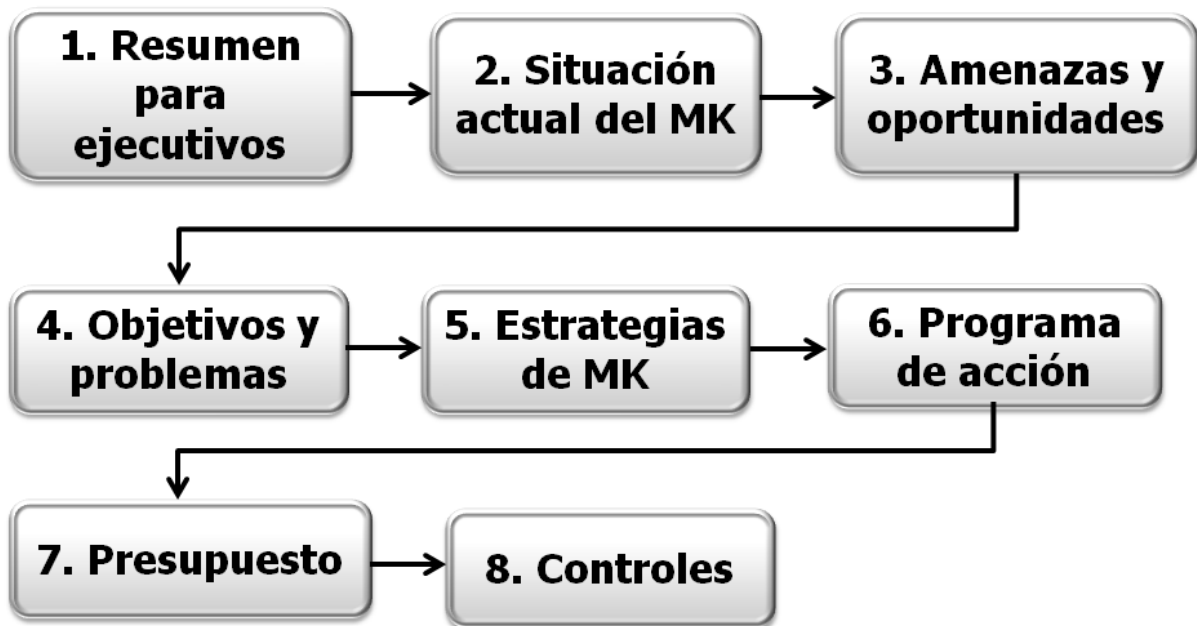 1. Resumen
para
ejecutivos
2. Situación
actual del MK
3. Amenazas y
oportunidades
4. Objetivos y
problemas
5. Estrategias
de MK
6. Programa
de acción
7. Presupuesto
8. Controles